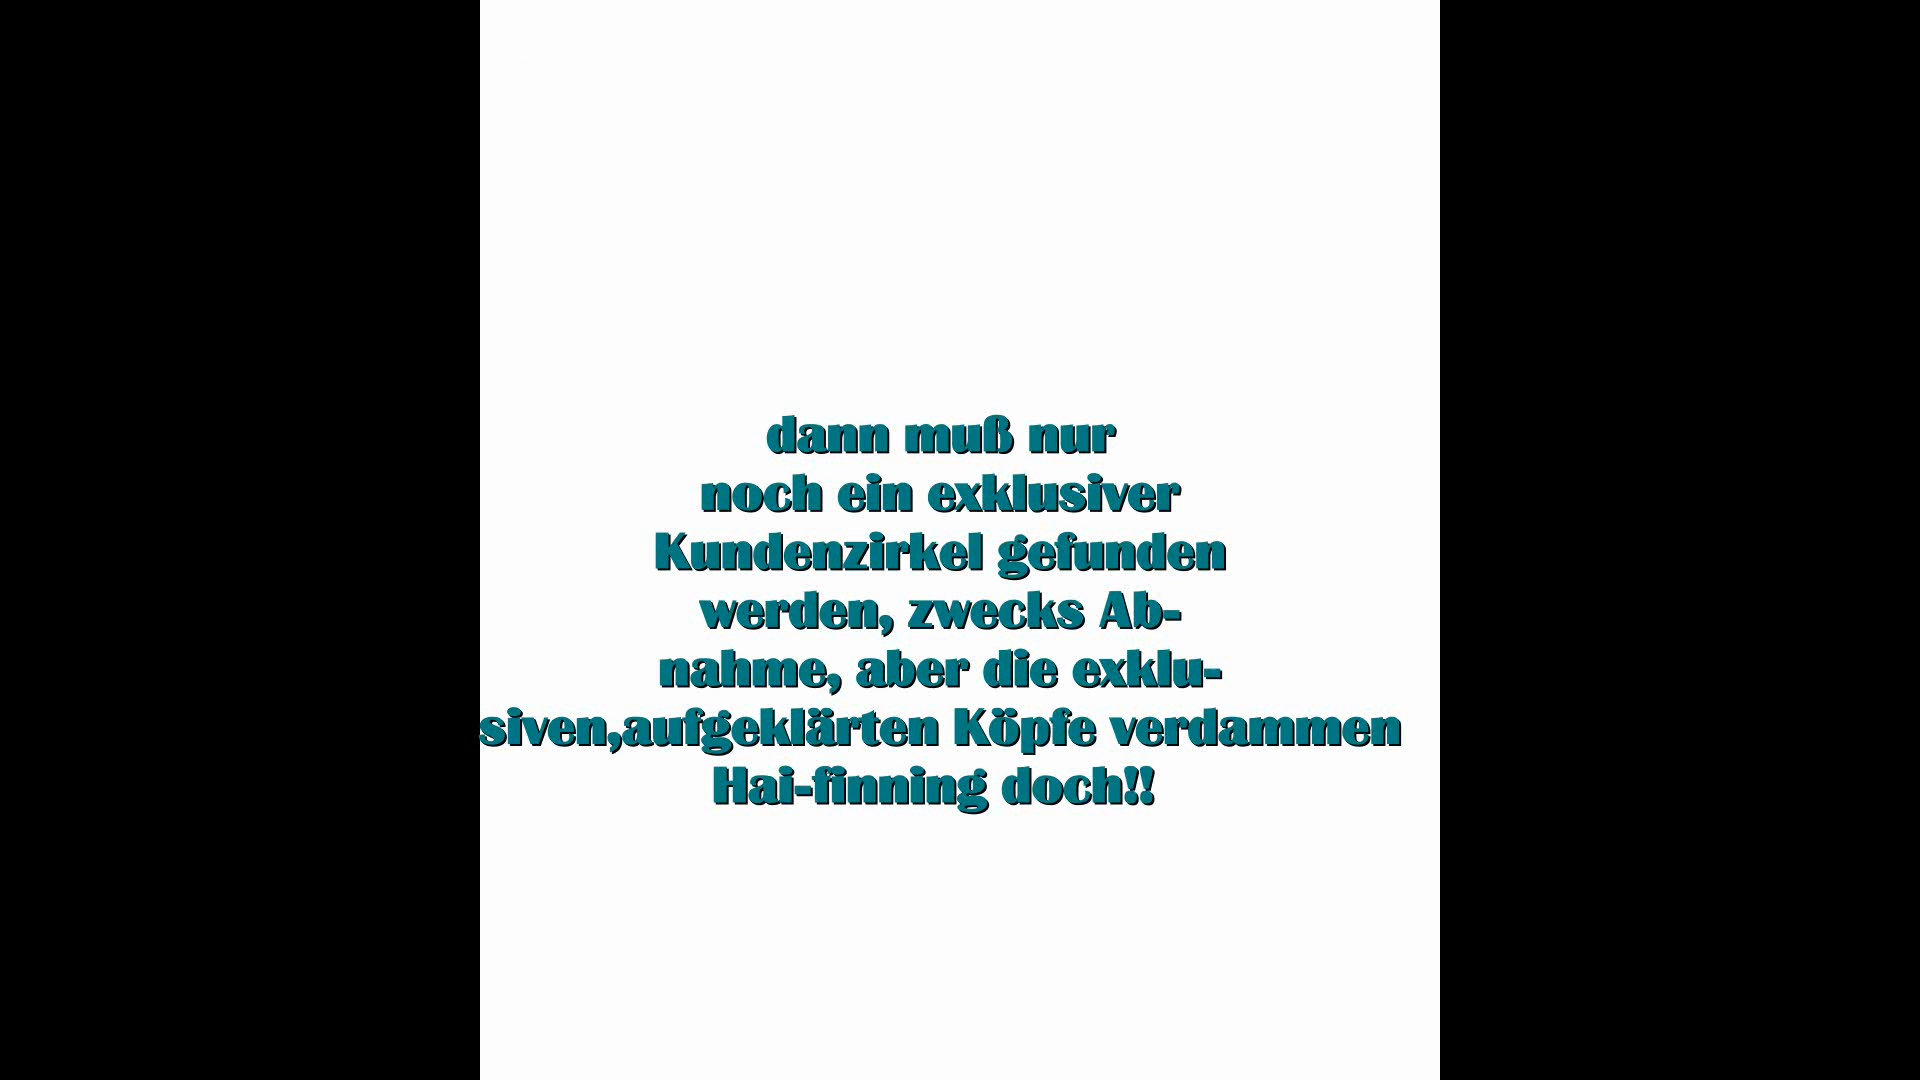 dann muß nur
noch ein exklusiver
Kundenzirkel gefunden
werden, zwecks Ab-
nahme, aber die exklu-
siven,aufgeklärten Köpfe verdammen
Hai-finning doch!!